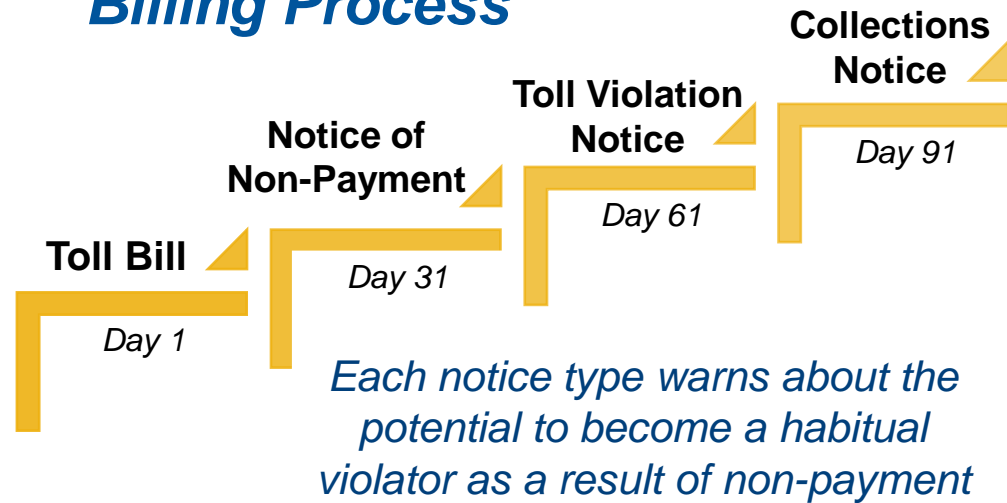 Billing Process
Collections
Notice
Day 91
Toll Violation
Notice
Day 61
Notice of
Non-Payment
Day 31
Toll Bill
Day 1
Each notice type warns about the
potential to become a habitual
violator as a result of non-payment